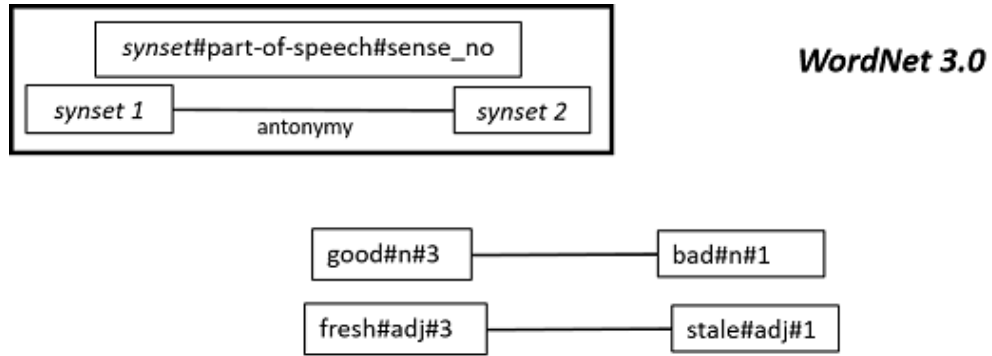 synset#part-of-speech#sense_no
WordNet 3.0
synset 1
synset 2
antonymy
good#n#3
bad#n#1
fresh#adj#3
stale#adj#1